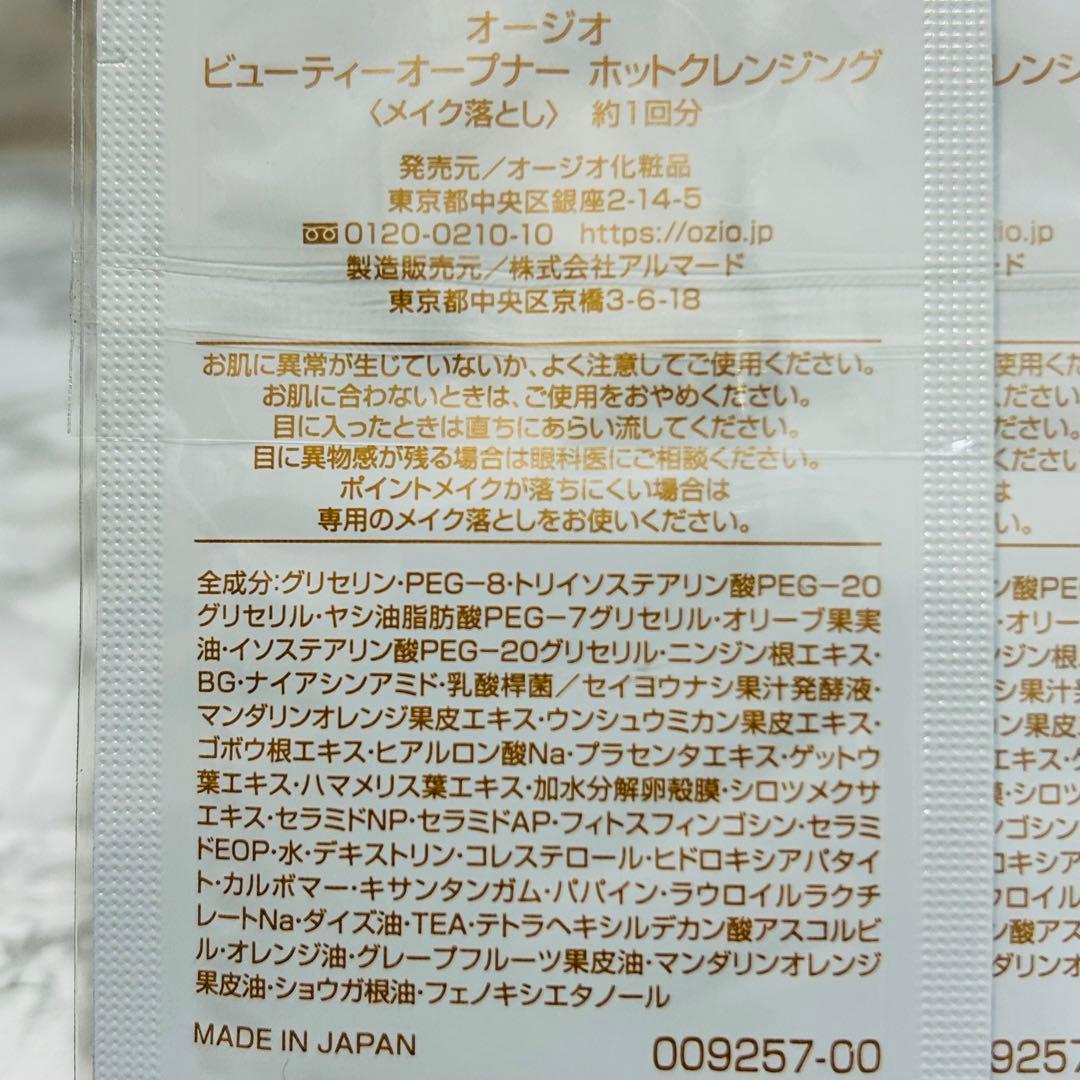 オージオ
ビューティーオープナー ホットクレンジング
〈メイク落とし〉 約1回分
発売元／オージオ化粧品
東京都中央区銀座2-14-5
0120-0210-10 https://ozio.jp
製造販売元／株式会社アルマード
東京都中央区京橋3-6-18
お肌に異常が生じていないか、よく注意してご使用ください。
お肌に合わないときは、ご使用をおやめください。
目に入ったときは直ちにあらい流してください。
目に異物感が残る場合は眼科医にご相談ください。
ポイントメイクが落ちにくい場合は
専用のメイク落としをお使いください。
全成分:グリセリン・PEG－8・トリイソステアリン酸PEG－20
グリセリル・ヤシ油脂肪酸PEG－7グリセリル・オリーブ果実
油・イソステアリン酸PEG－20グリセリル・ニンジン根エキス・
BG・ナイアシンアミド・乳酸桿菌／セイヨウナシ果汁発酵液・
マンダリンオレンジ果皮エキス・ウンシュウミカン果皮エキス・
ゴボウ根エキス・ヒアルロン酸Na・プラセンタエキス・ゲットウ
葉エキス・ハマメリス葉エキス・加水分解卵殻膜・シロツメクサ
エキス・セラミドNP・セラミドAP・フィトスフィンゴシン・セラミ
ドEOP・水・デキストリン・コレステロール・ヒドロキシアパタイ
ト・カルボマー・キサンタンガム・パパイン・ラウロイルラクチ
レートNa・ダイズ油・TEA・テトラヘキシルデカン酸アスコルビ
ル・オレンジ油・グレープフルーツ果皮油・マンダリンオレンジ
果皮油・ショウガ根油・フェノキシエタノール
MADE IN JAPAN 009257-00